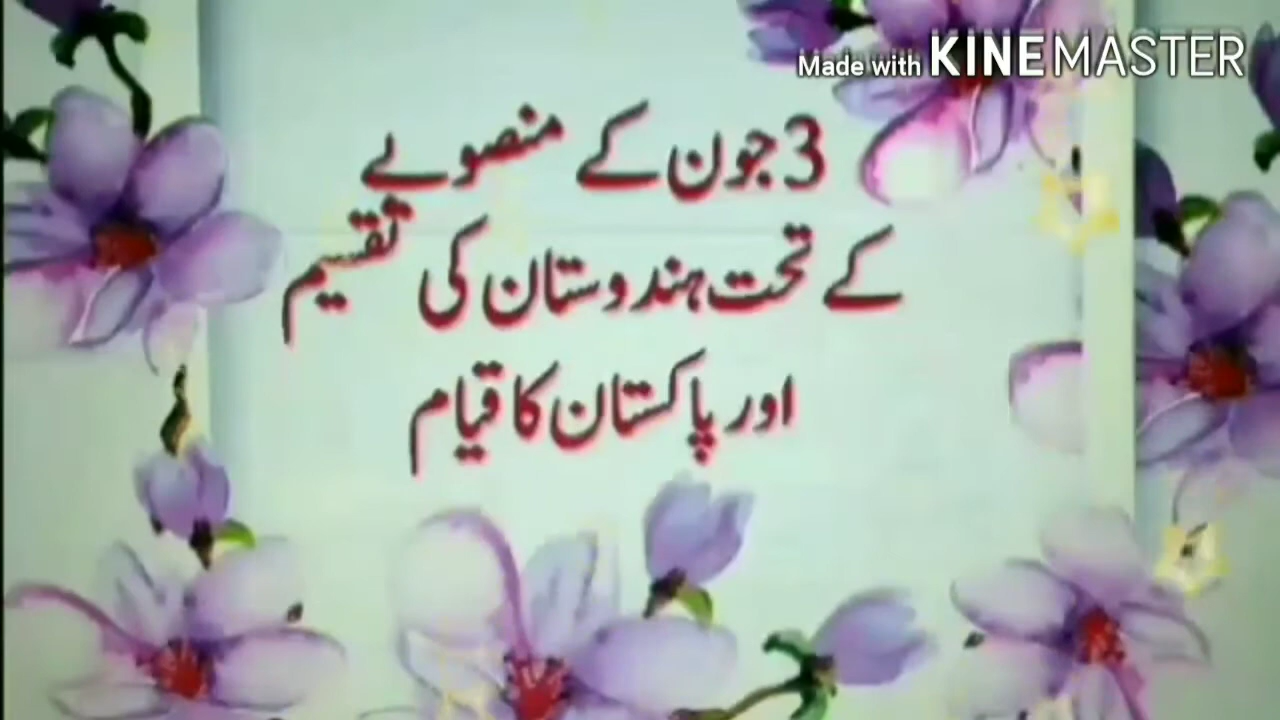 Made with KINEMASTER
3 جون کے منصوبے
کے تحت ہندوستان کی تقسیم
اور پاکستان کا قیام